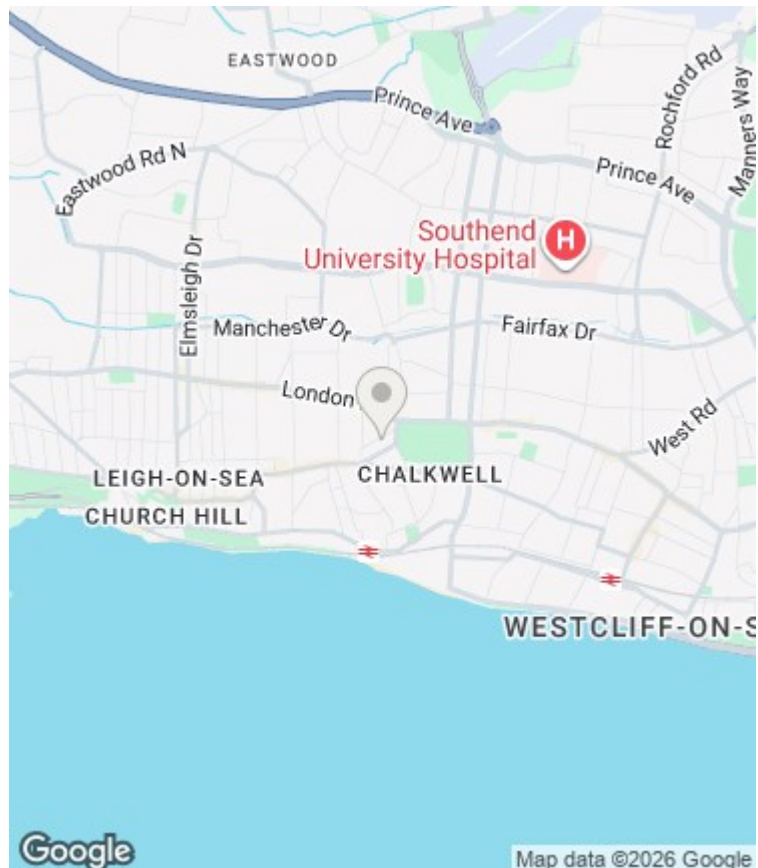 EASTWOOD
Prince Ave
Rochford Rd
Manners Way
Eastwood Rd N
Prince Ave
Southend
University Hospital
H
Elmsleigh Dr
Manchester Dr
Fairfax Dr
London
West Rd
LEIGH-ON-SEA
CHALKWELL
CHURCH HILL
WESTCLIFF-ON-S
Google
Map data ©2026 Google